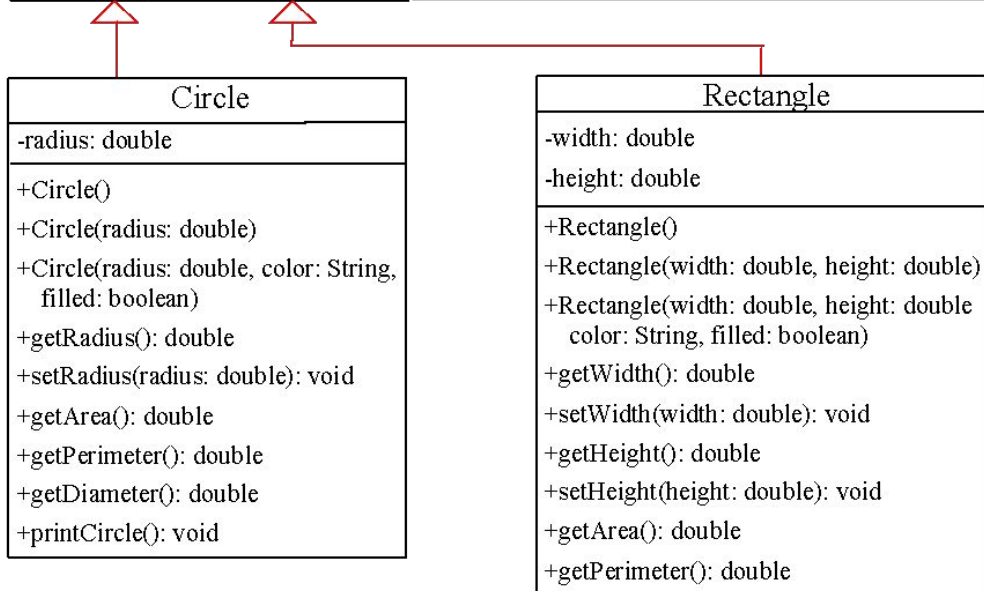 Circle
-radius: double
+Circle()
+Circle(radius: double)
+Circle(radius: double, color: String,
filled: boolean)
+getRadius(): double
+setRadius(radius: double): void
+getArea(): double
+getPerimeter(): double
+getDiameter(): double
+printCircle(): void
Rectangle
-width: double
-height: double
+Rectangle()
+Rectangle(width: double, height: double)
+Rectangle(width: double, height: double
color: String, filled: boolean)
+getWidth(): double
+setWidth(width: double): void
+getHeight(): double
+setHeight(height: double): void
+getArea(): double
+getPerimeter(): double